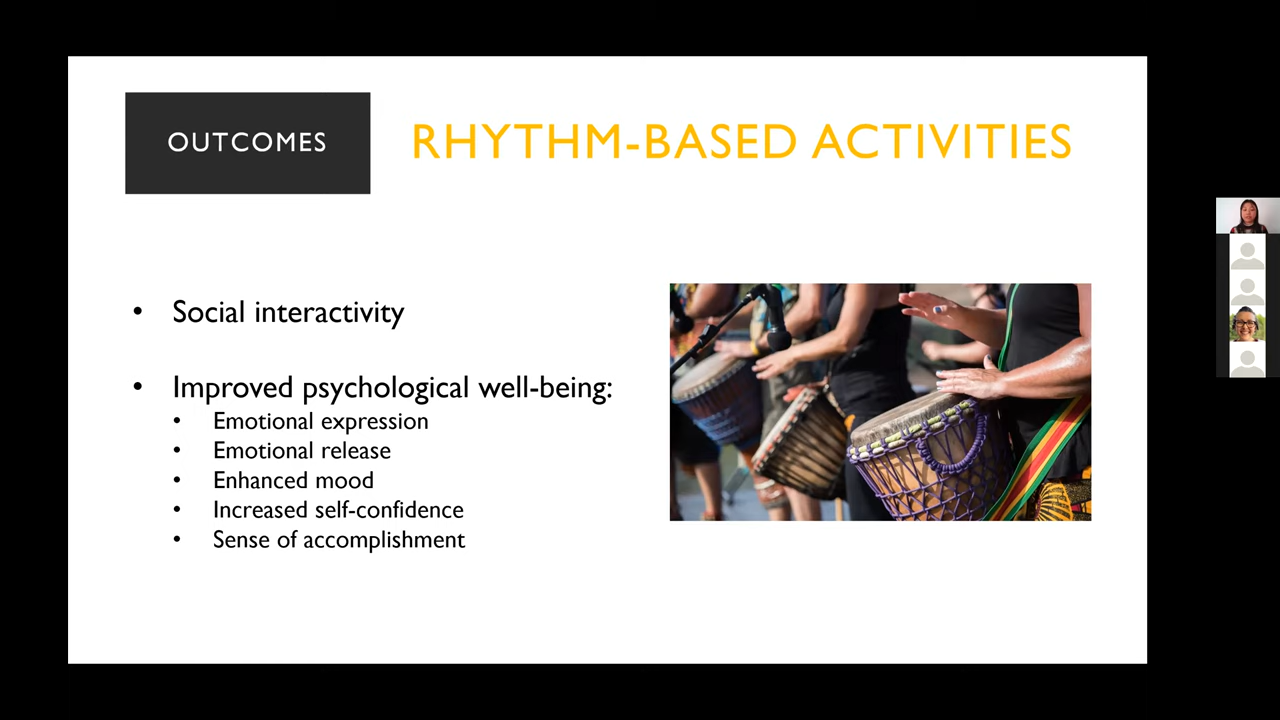 OUTCOMES
RHYTHM-BASED ACTIVITIES
• Social interactivity
• Improved psychological well-being:
• Emotional expression
• Emotional release
• Enhanced mood
• Increased self-confidence
• Sense of accomplishment